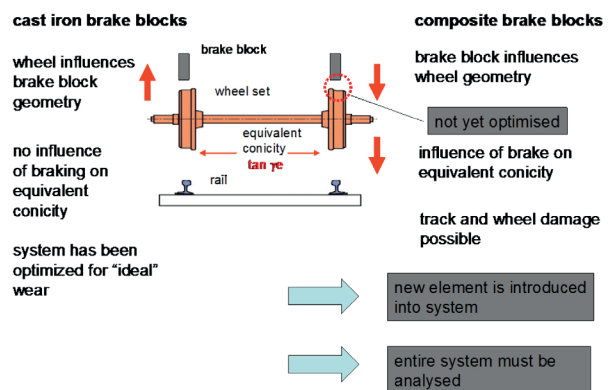 cast iron brake blocks
wheel influences
brake block
geometry
no influence
of braking on
equivalent
conicity
system has been
optimized for “ideal”
wear
brake block
wheel set
equivalent
conicity
tan γe
rail
composite brake blocks
brake block influences
wheel geometry
not yet optimised
influence of brake on
equivalent conicity
track and wheel damage
possible
new element is introduced
into system
entire system must be
analysed